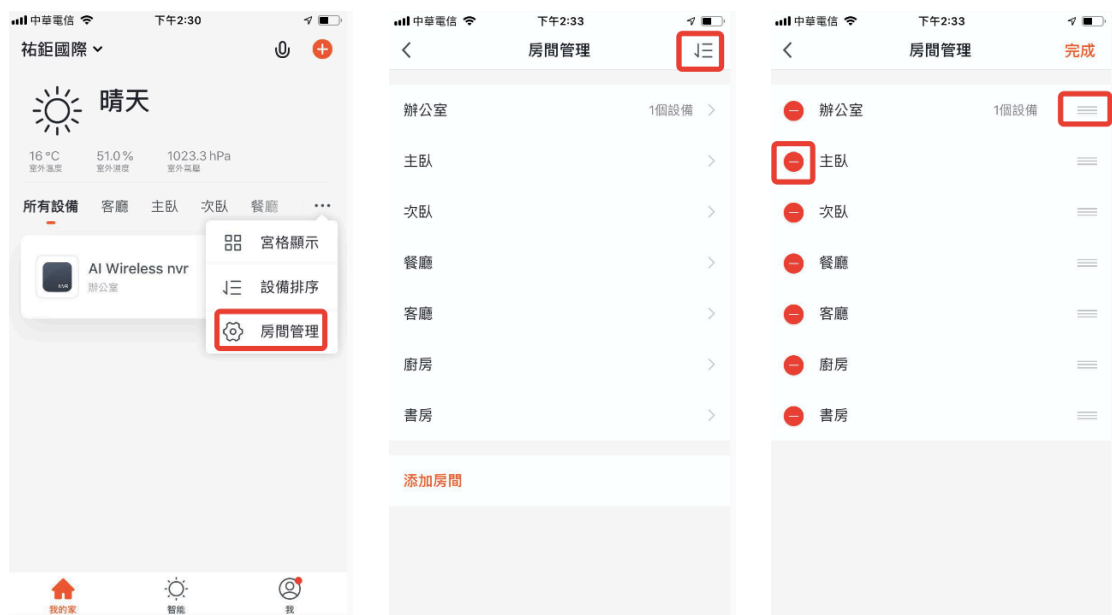 中華電信
下午2:30
祐鉅國際
晴天
16 °C
51.0 %
1023.3 hPa
室外溫度
室外濕度
室外氣壓
所有設備
客廳
主臥
次臥
餐廳
宮格顯示
設備排序
房間管理
AI Wireless nvr
辦公室
我的家
智能
我
中華電信
下午2:33
房間管理
辦公室
1個設備
主臥
次臥
餐廳
客廳
廚房
書房
添加房間
中華電信
下午2:33
房間管理
完成
辦公室
1個設備
主臥
次臥
餐廳
客廳
廚房
書房